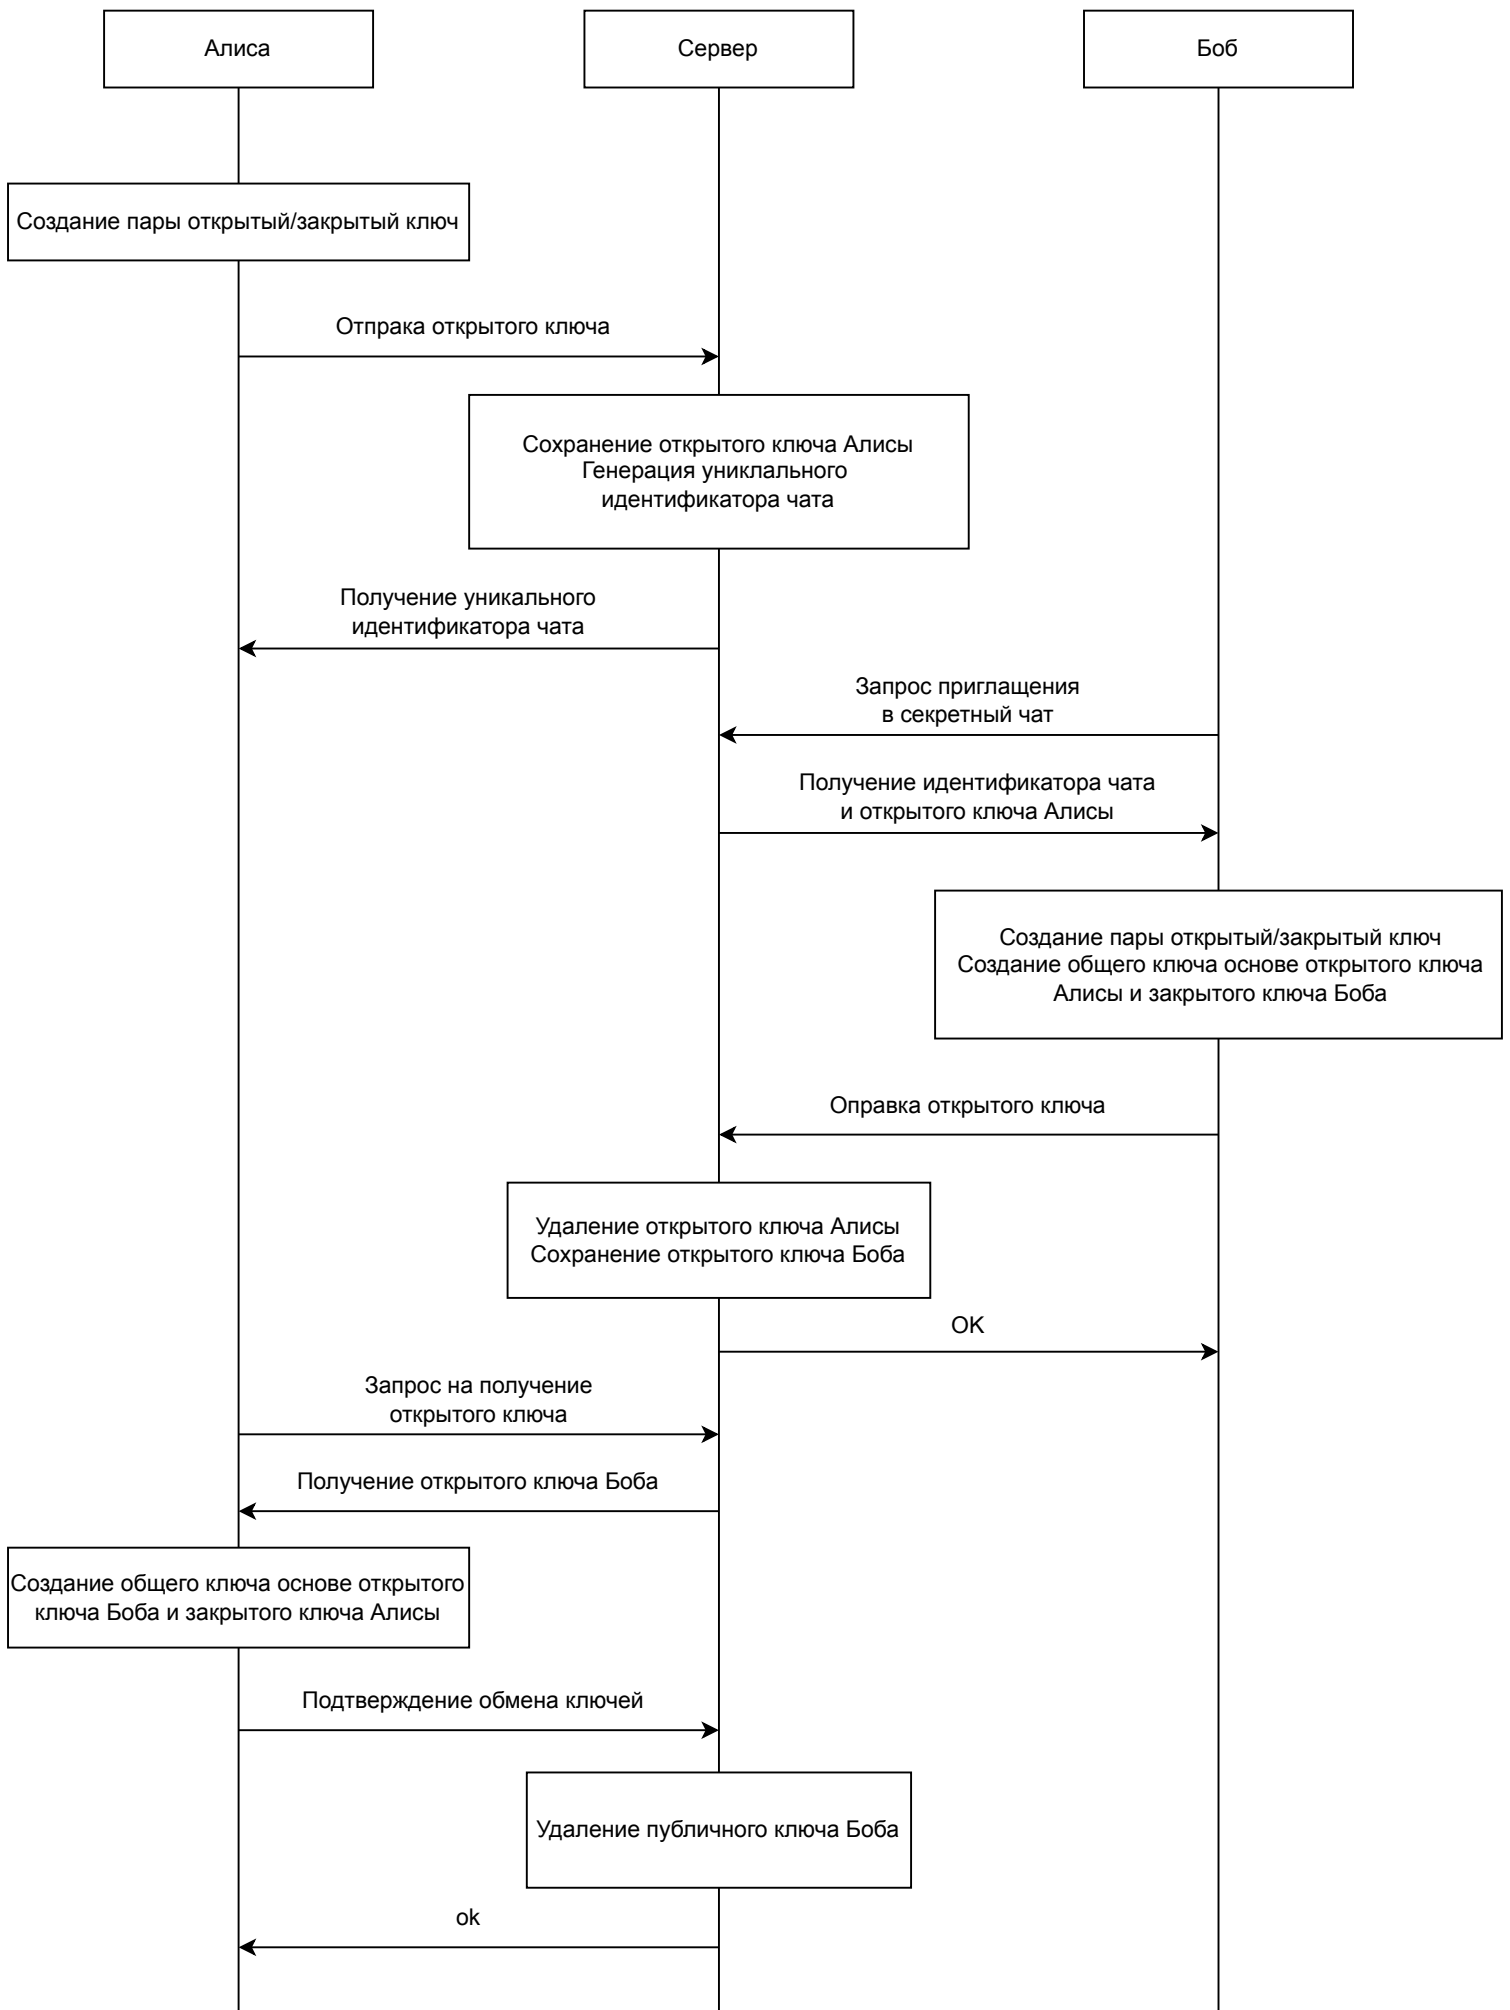 Алиса
Сервер
Боб
Создание пары открытый/закрытый ключ
Отпрака открытого ключа
Сохранение открытого ключа Алисы
Генерация униклального
идентификатора чата
Получение уникального
идентификатора чата
Запрос приглащения
в секретный чат
Получение идентификатора чата
и открытого ключа Алисы
Создание пары открытый/закрытый ключ
Создание общего ключа основе открытого ключа
Алисы и закрытого ключа Боба
Оправка открытого ключа
Удаление открытого ключа Алисы
Сохранение открытого ключа Боба
OK
Запрос на получение
открытого ключа
Получение открытого ключа Боба
Создание общего ключа основе открытого
ключа Боба и закрытого ключа Алисы
Подтверждение обмена ключей
Удаление публичного ключа Боба
ok